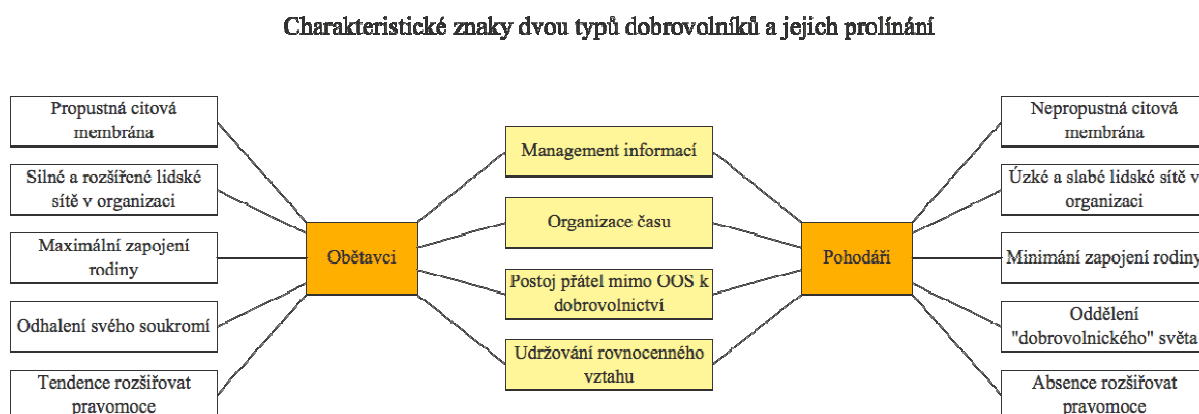 Charakteristické znaky dvou typů dobrovolníků a jejich prolínání
Propustná citová
membrána
Silné a rozšířené lidské
sítě v organizaci
Maximální zapojení
rodiny
Odhalení svého soukromí
Tendence rozšiřovat
pravomoce
Obětavci
Management informací
Organizace času
Postoj přátel mimo OOS k
dobrovolnictví
Udržování rovnocenného
vztahu
Pohodáři
Nepropustná citová
membrána
Úzké a slabé lidské sítě v
organizaci
Minimání zapojení rodiny
Oddělení
"dobrovolnického" světa
Absence rozšiřovat
pravomoce